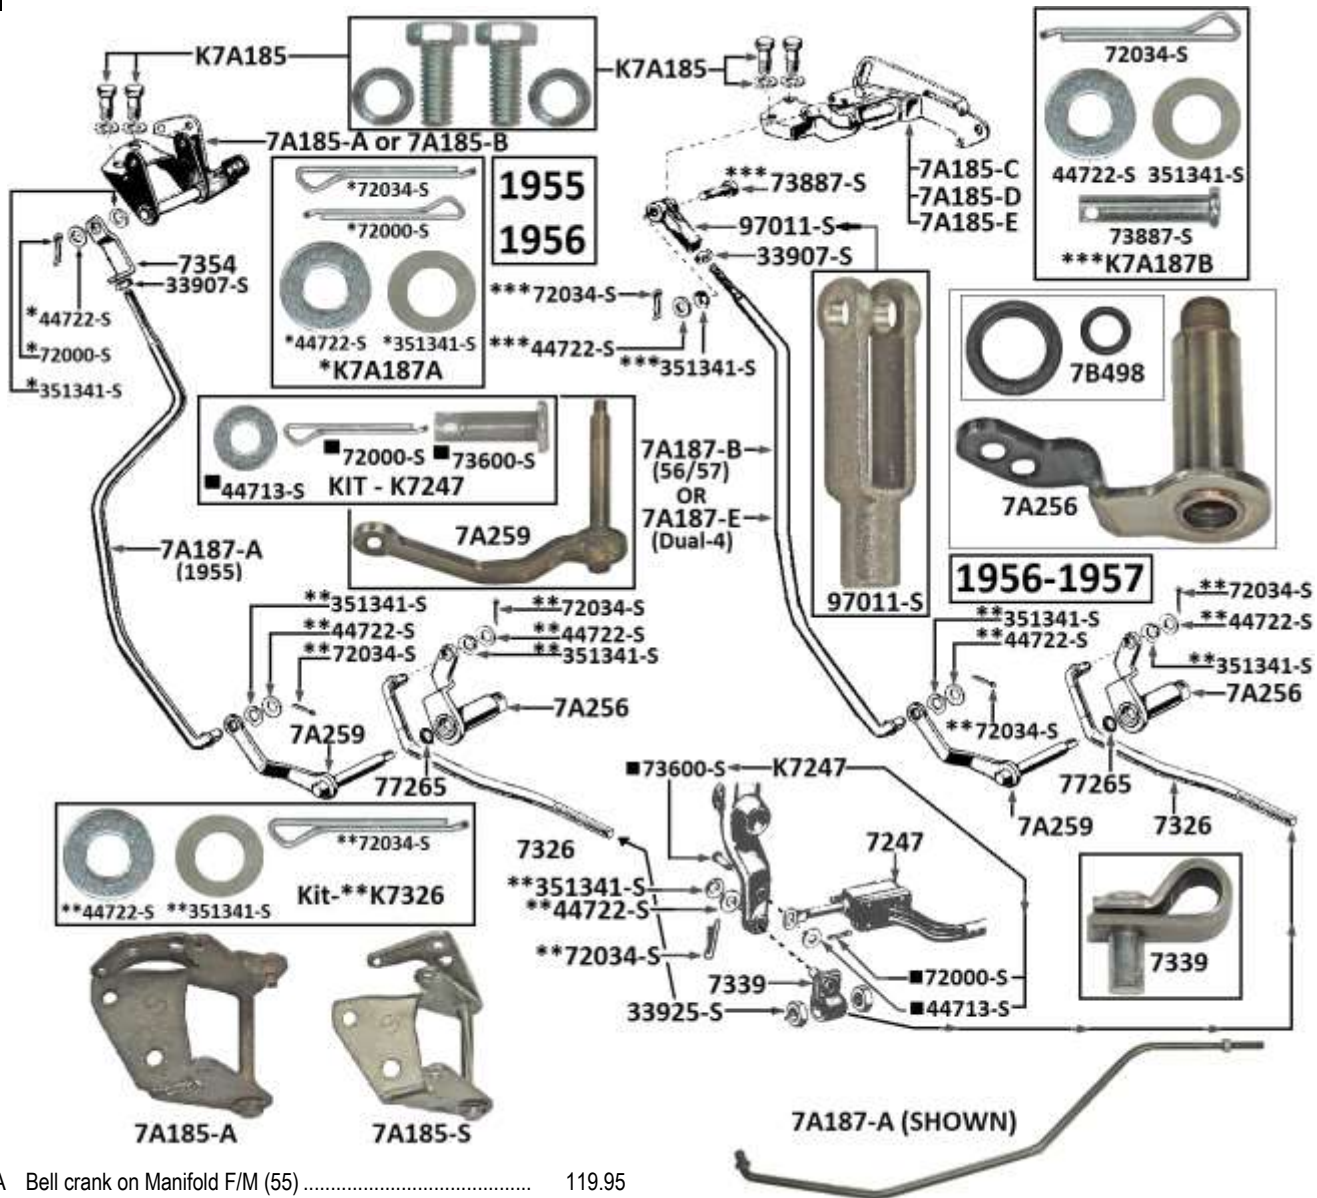 K7A185
K7A185
72034-S
44722-S
351341-S
73887-S
***K7A187B
7A185-A or 7A185-B
*72034-S
*72000-S
*44722-S
*351341-S
*K7A187A
1955
1956
***73887-S
97011-S
33907-S
7A185-C
7A185-D
7A185-E
7354
33907-S
*44722-S
*72000-S
*351341-S
***72034-S
***44722-S
***351341-S
7B498
7A256
■44713-S
■72000-S
■73600-S
KIT - K7247
7A259
7A187-B
(56/57)
OR
7A187-E
(Dual-4)
97011-S
1956-1957
7A187-A
(1955)
**351341-S
**44722-S
**72034-S
**72034-S
**44722-S
**351341-S
7A259
7A256
77265
**351341-S
**44722-S
**72034-S
**72034-S
**44722-S
**351341-S
7A256
77265
7A259
7326
■73600-S
K7247
7247
7326
**351341-S
**44722-S
**72034-S
7339
33925-S
■72000-S
■44713-S
7339
**72034-S
**44722-S
**351341-S
Kit-**K7326
7A185-A
7A185-S
7A187-A (SHOWN)
A Bell crank on Manifold F/M (55) .......................................... 119.95